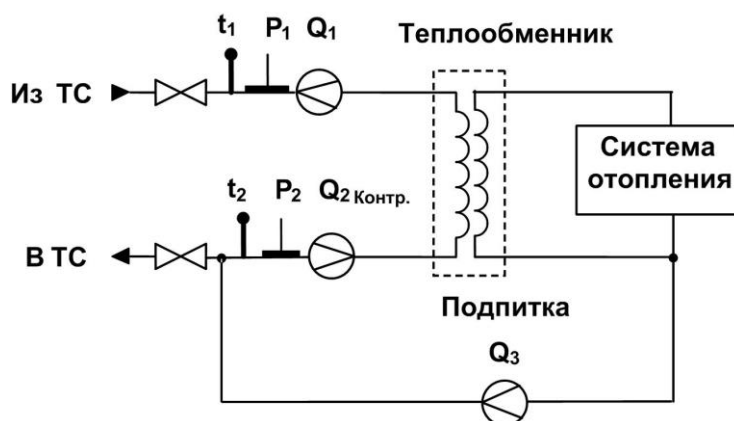 t1 P1 Q1 Теплообменник
Из ТС
Система
отопления
t2 P2 Q2 Контр.
В ТС
Подпитка
Q3